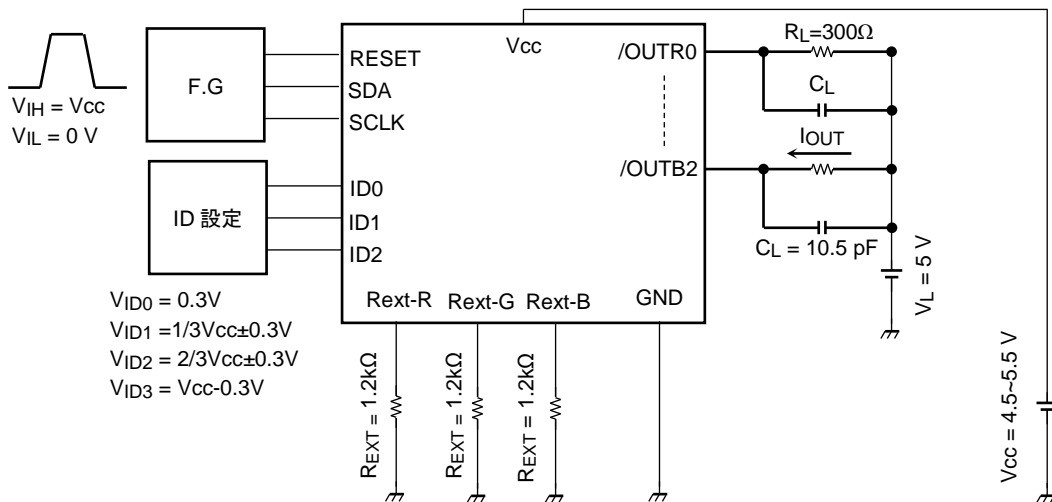 Vcc
RL=300Ω
/OUTR0
RESET
SDA
SCLK
F.G
CL
VIH = Vcc
VIL = 0 V
IOUT
/OUTB2
ID 設定
ID0
ID1
ID2
CL = 10.5 pF
VL = 5 V
Rext-R
Rext-G
Rext-B
GND
VID0 = 0.3V
VID1 = 1/3Vcc±0.3V
VID2 = 2/3Vcc±0.3V
VID3 = Vcc-0.3V
REXT = 1.2kΩ
REXT = 1.2kΩ
REXT = 1.2kΩ
Vcc = 4.5~5.5 V